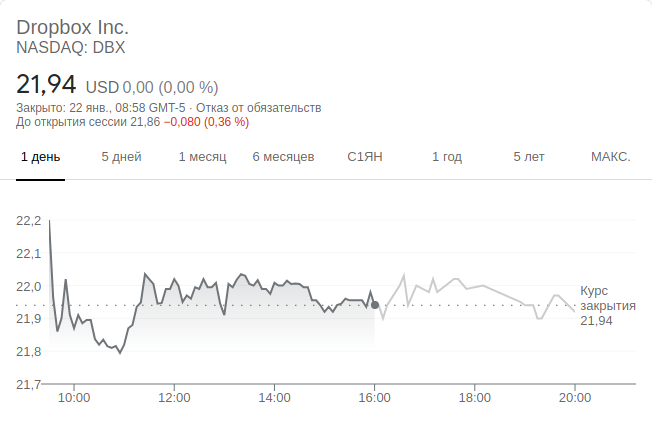 Dropbox Inc.
NASDAQ: DBX
21,94 USD 0,00 (0,00 %)
Закрыто: 22 янв., 08:58 GMT-5 · Отказ от обязательств
До открытия сессии 21,86 −0,080 (0,36 %)
1 день 5 дней 1 месяц 6 месяцев С1ЯН 1 год 5 лет МАКС.
22,2
22,1
22,0
21,9
21,8
21,7
Курс
закрытия
21,94
10:00 12:00 14:00 16:00 18:00 20:00